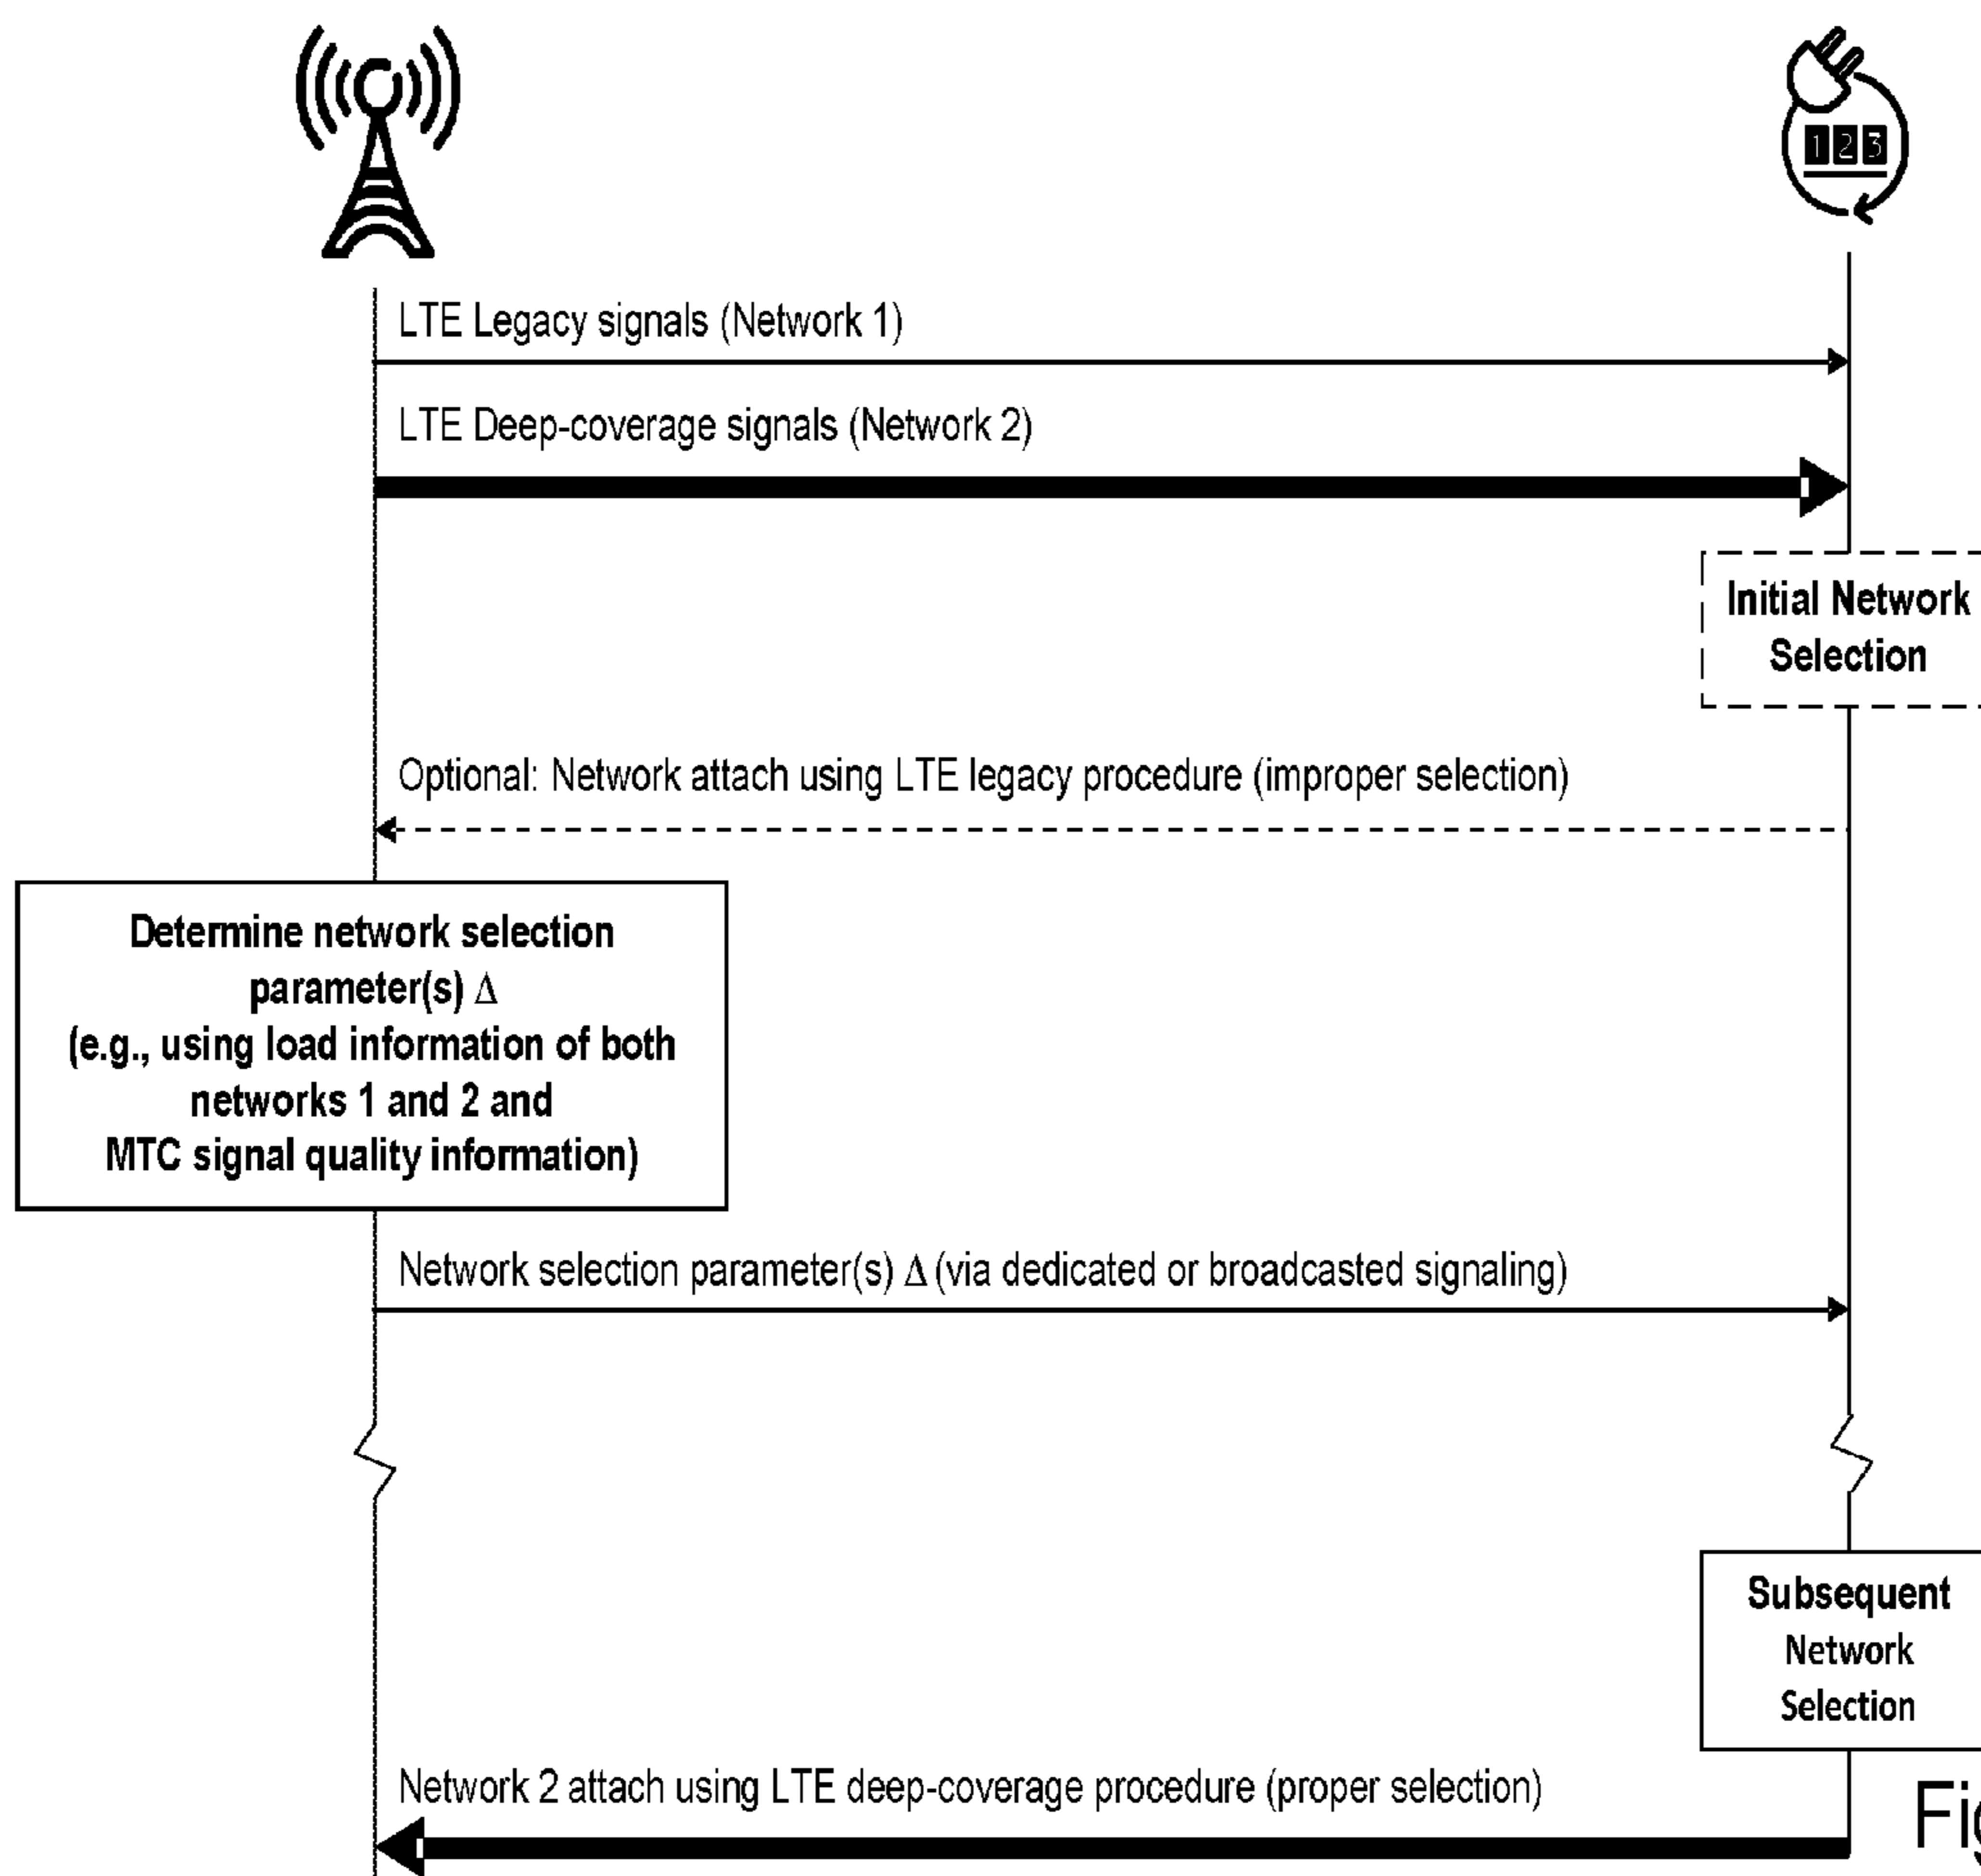 123
LTE Legacy signals (Network 1)
LTE Deep-coverage signals (Network 2)
Initial Network
Selection
Optional: Network attach using LTE legacy procedure (improper selection)
Determine network selection
parameter(s) Δ
(e.g., using load information of both
networks 1 and 2 and
MTC signal quality information)
Network selection parameter(s) Δ (via dedicated or broadcasted signaling)
Subsequent
Network
Selection
Network 2 attach using LTE deep-coverage procedure (proper selection)